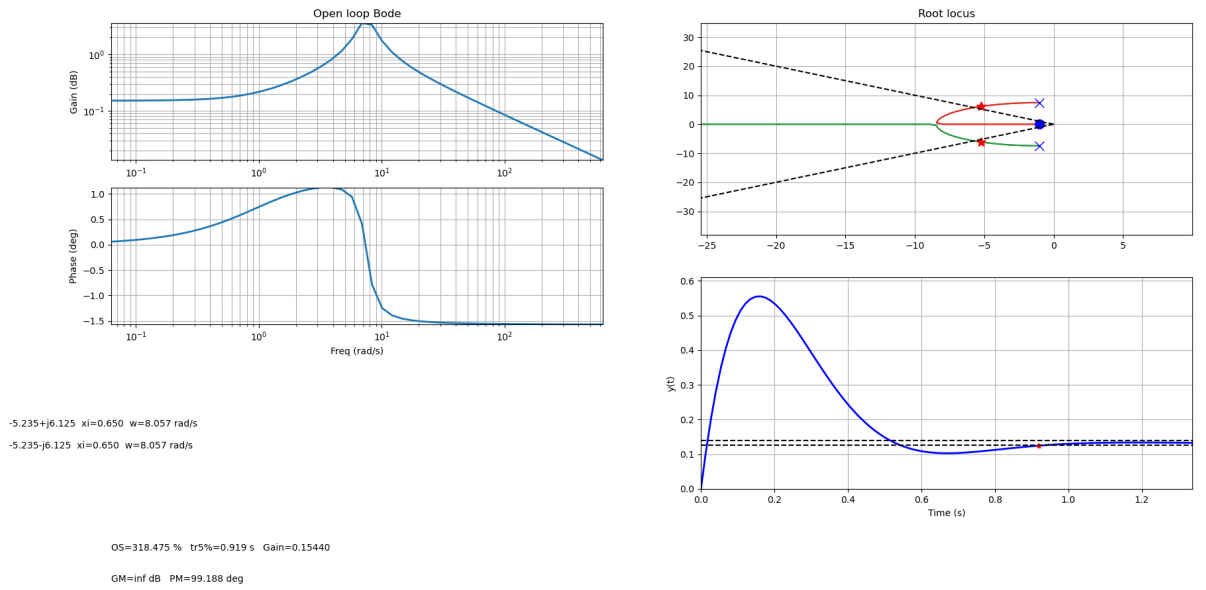 Open loop Bode
Gain (dB)
10⁰
10⁻¹
10⁻¹ 10⁰ 10¹ 10²
Phase (deg)
1.0
0.5
0.0
−0.5
−1.0
−1.5
10⁻¹ 10⁰ 10¹ 10²
Freq (rad/s)
Root locus
30
20
10
0
−10
−20
−30
−25 −20 −15 −10 −5 0 5
y(t)
0.6
0.5
0.4
0.3
0.2
0.1
0.0
0.0 0.2 0.4 0.6 0.8 1.0 1.2
Time (s)
-5.235+j6.125 xi=0.650 w=8.057 rad/s
-5.235-j6.125 xi=0.650 w=8.057 rad/s
OS=318.475 % tr5%=0.919 s Gain=0.15440
GM=inf dB PM=99.188 deg